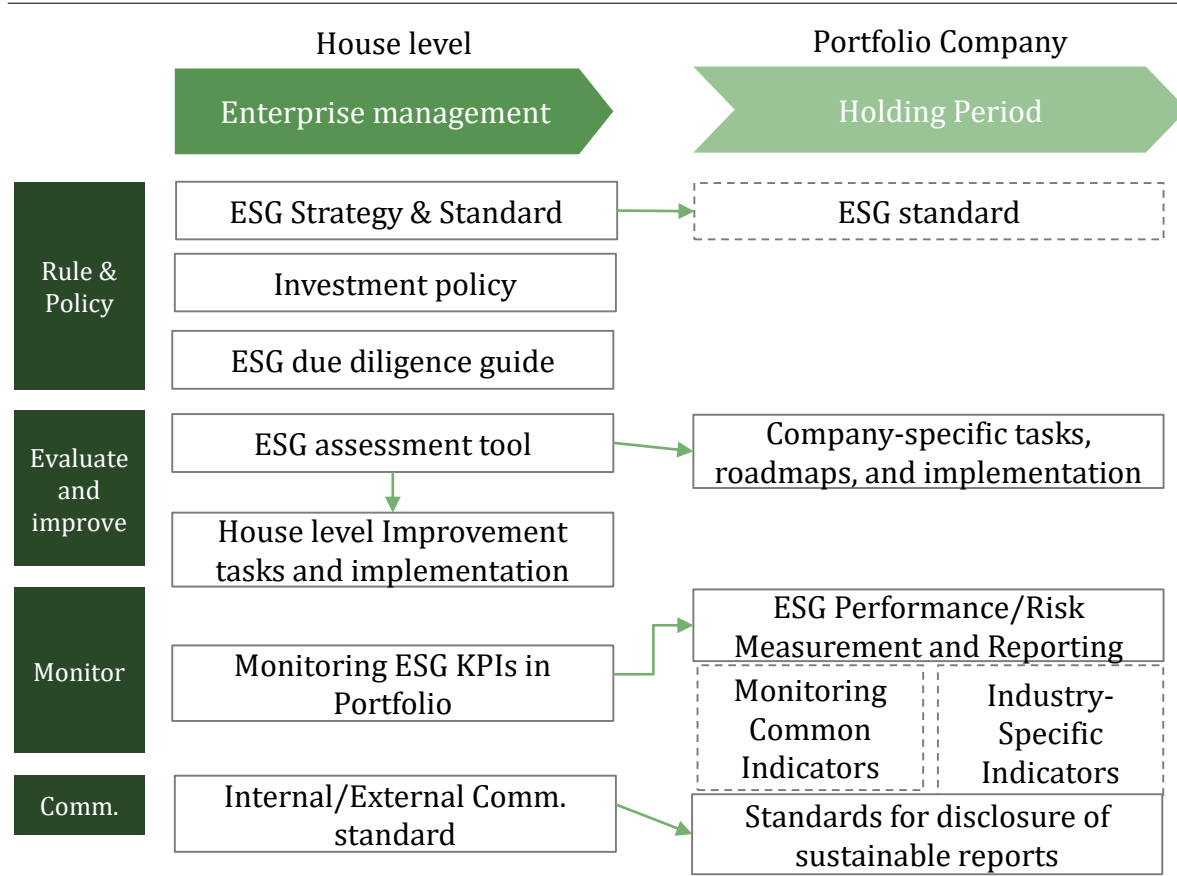 House level
Portfolio Company
Enterprise management
Holding Period
Rule &
Policy
ESG Strategy & Standard
ESG standard
Investment policy
ESG due diligence guide
Evaluate
and
improve
ESG assessment tool
Company-specific tasks,
roadmaps, and implementation
House level Improvement
tasks and implementation
Monitor
Monitoring ESG KPIs in
Portfolio
ESG Performance/Risk
Measurement and Reporting
Monitoring
Common
Indicators
Industry-
Specific
Indicators
Comm.
Internal/External Comm.
standard
Standards for disclosure of
sustainable reports